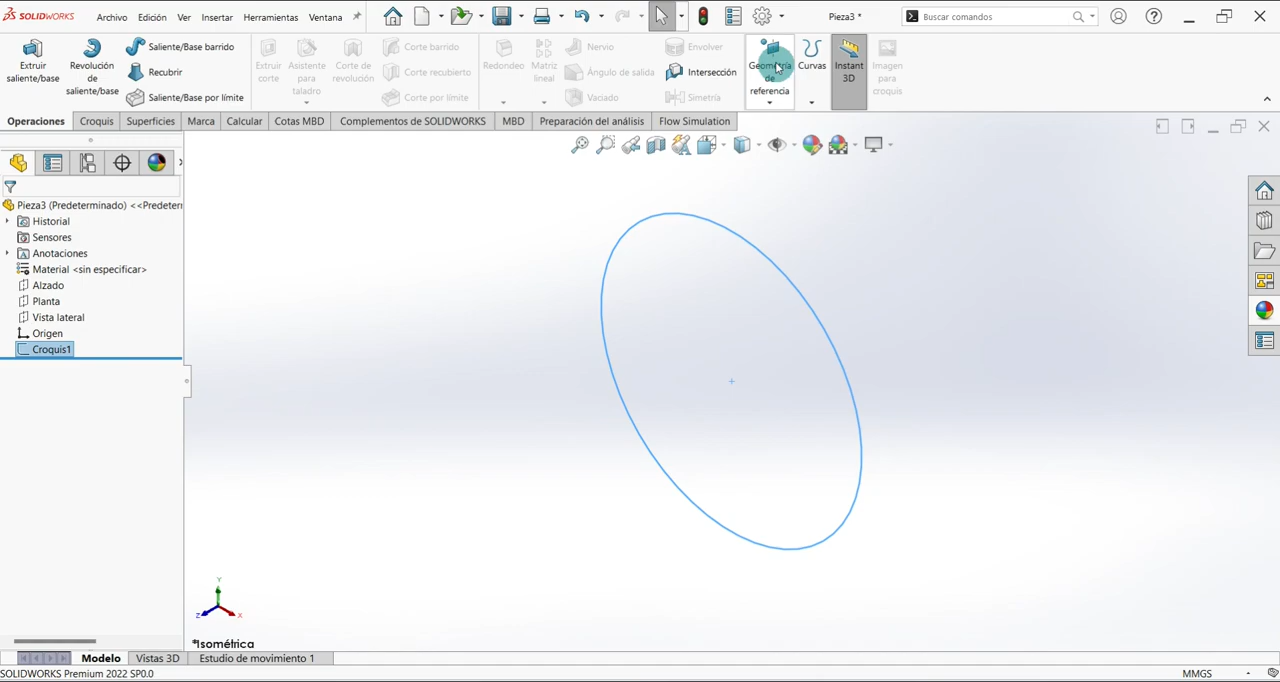 SOLIDWORKS
Archivo Edición Ver Insertar Herramientas Ventana
Pieza3 *
Buscar comandos
Extruir saliente/base
Revolución de saliente/base
Saliente/Base barrido
Recubrir
Saliente/Base por límite
Extruir corte
Asistente para taladro
Corte de revolución
Corte barrido
Corte recubierto
Corte por límite
Redondeo
Matriz lineal
Nervio
Ángulo de salida
Vaciado
Envolver
Intersección
Simetría
Geometría de referencia
Curvas
Instant 3D
Imagen para croquis
Operaciones Croquis Superficies Marca Calcular Cotas MBD Complementos de SOLIDWORKS MBD Preparación del análisis Flow Simulation
Pieza3 (Predeterminado) <<Predeterm
Historial
Sensores
Anotaciones
Material <sin especificar>
Alzado
Planta
Vista lateral
Origen
Croquis1
Y
Z
X
*Isométrica
Modelo Vistas 3D Estudio de movimiento 1
SOLIDWORKS Premium 2022 SP0.0
MMGS